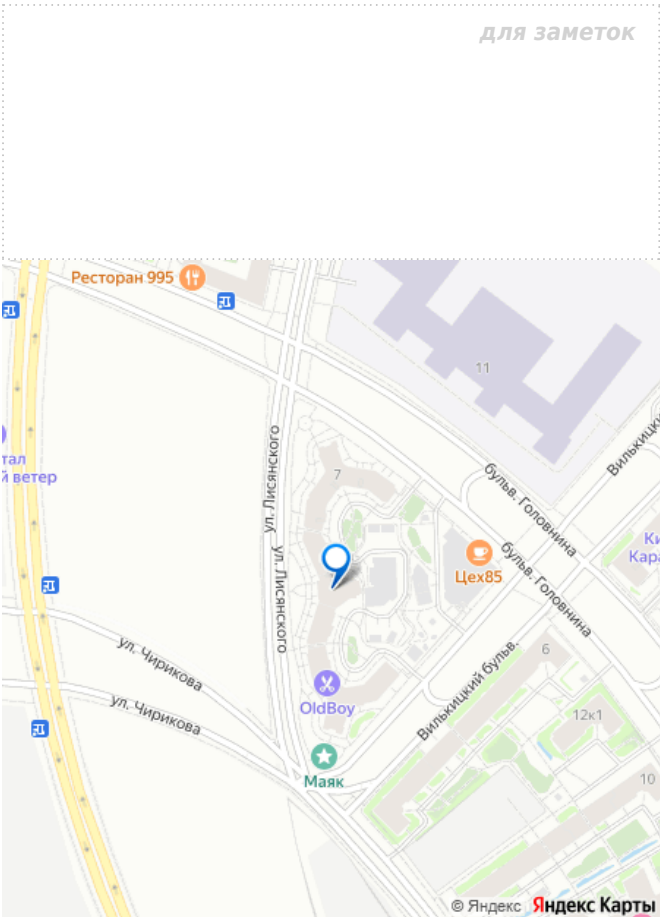 для заметок
Ресторан 995
11
Вилькицки
тал
й ветер
ул. Лисянского
7
бульв. Головнина
Ки
Кара
ул. Лисянского
Цех85
бульв. Головнина
ул. Чирикова
6
Вилькицкий бульв.
OldBoy
ул. Чирикова
12к1
Маяк
10
© Яндекс Яндекс Карты